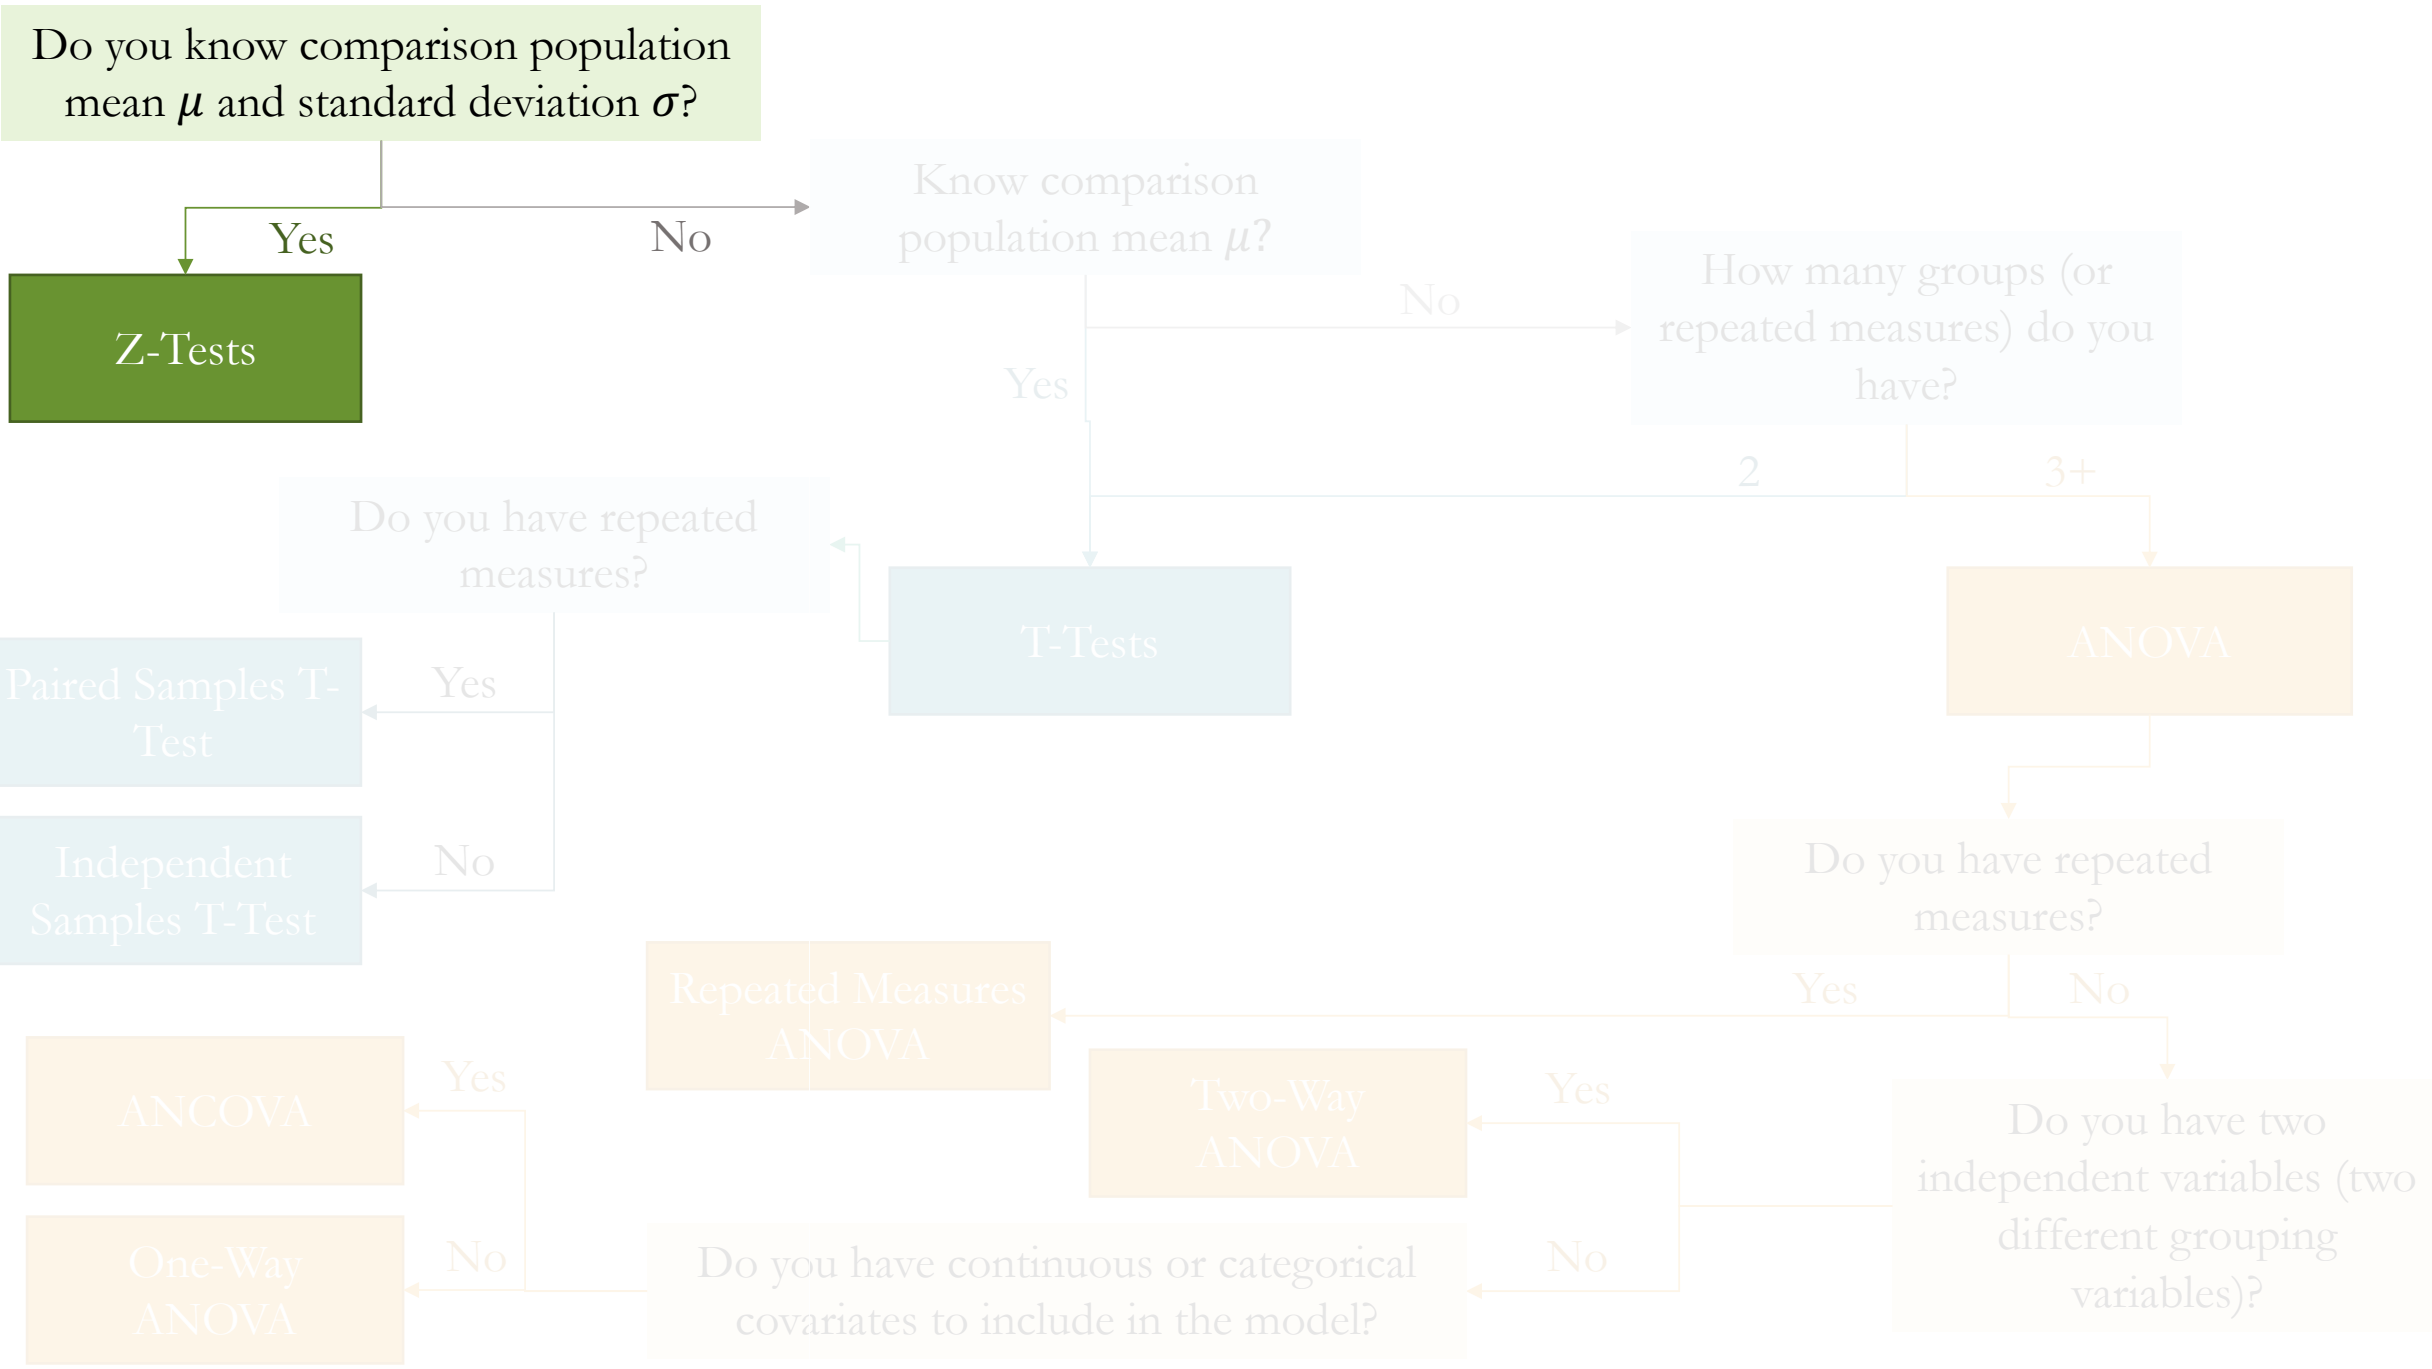 Do you know comparison population
mean μ and standard deviation σ?
Yes
No
Know comparison
population mean μ?
Z-Tests
No
Yes
How many groups (or
repeated measures) do you
have?
2
3+
Do you have repeated
measures?
T-Tests
ANOVA
Paired Samples T-
Test
Yes
Independent
Samples T-Test
No
Do you have repeated
measures?
Yes
No
Repeated Measures
ANOVA
ANCOVA
Yes
Two-Way
ANOVA
Yes
Do you have two
independent variables (two
different grouping
variables)?
One-Way
ANOVA
No
Do you have continuous or categorical
covariates to include in the model?
No